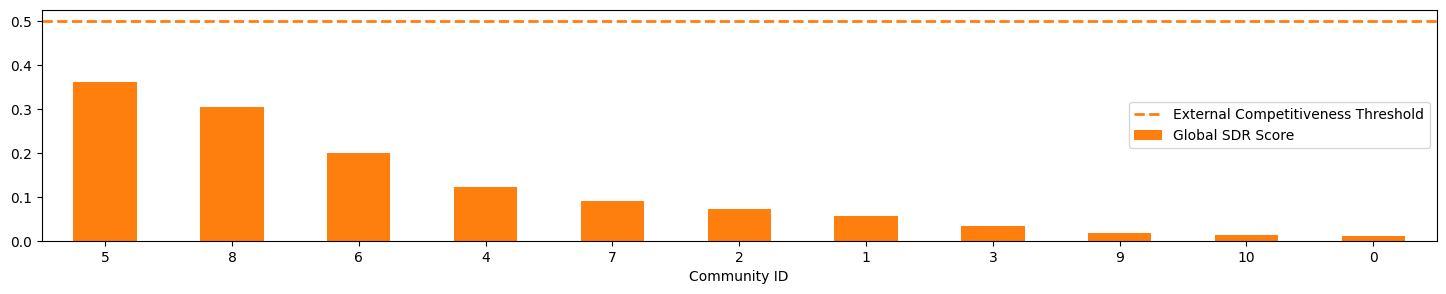 0.5
0.4
0.3
0.2
0.1
0.0
External Competitiveness Threshold
Global SDR Score
5 8 6 4 7 2 1 3 9 10 0
Community ID